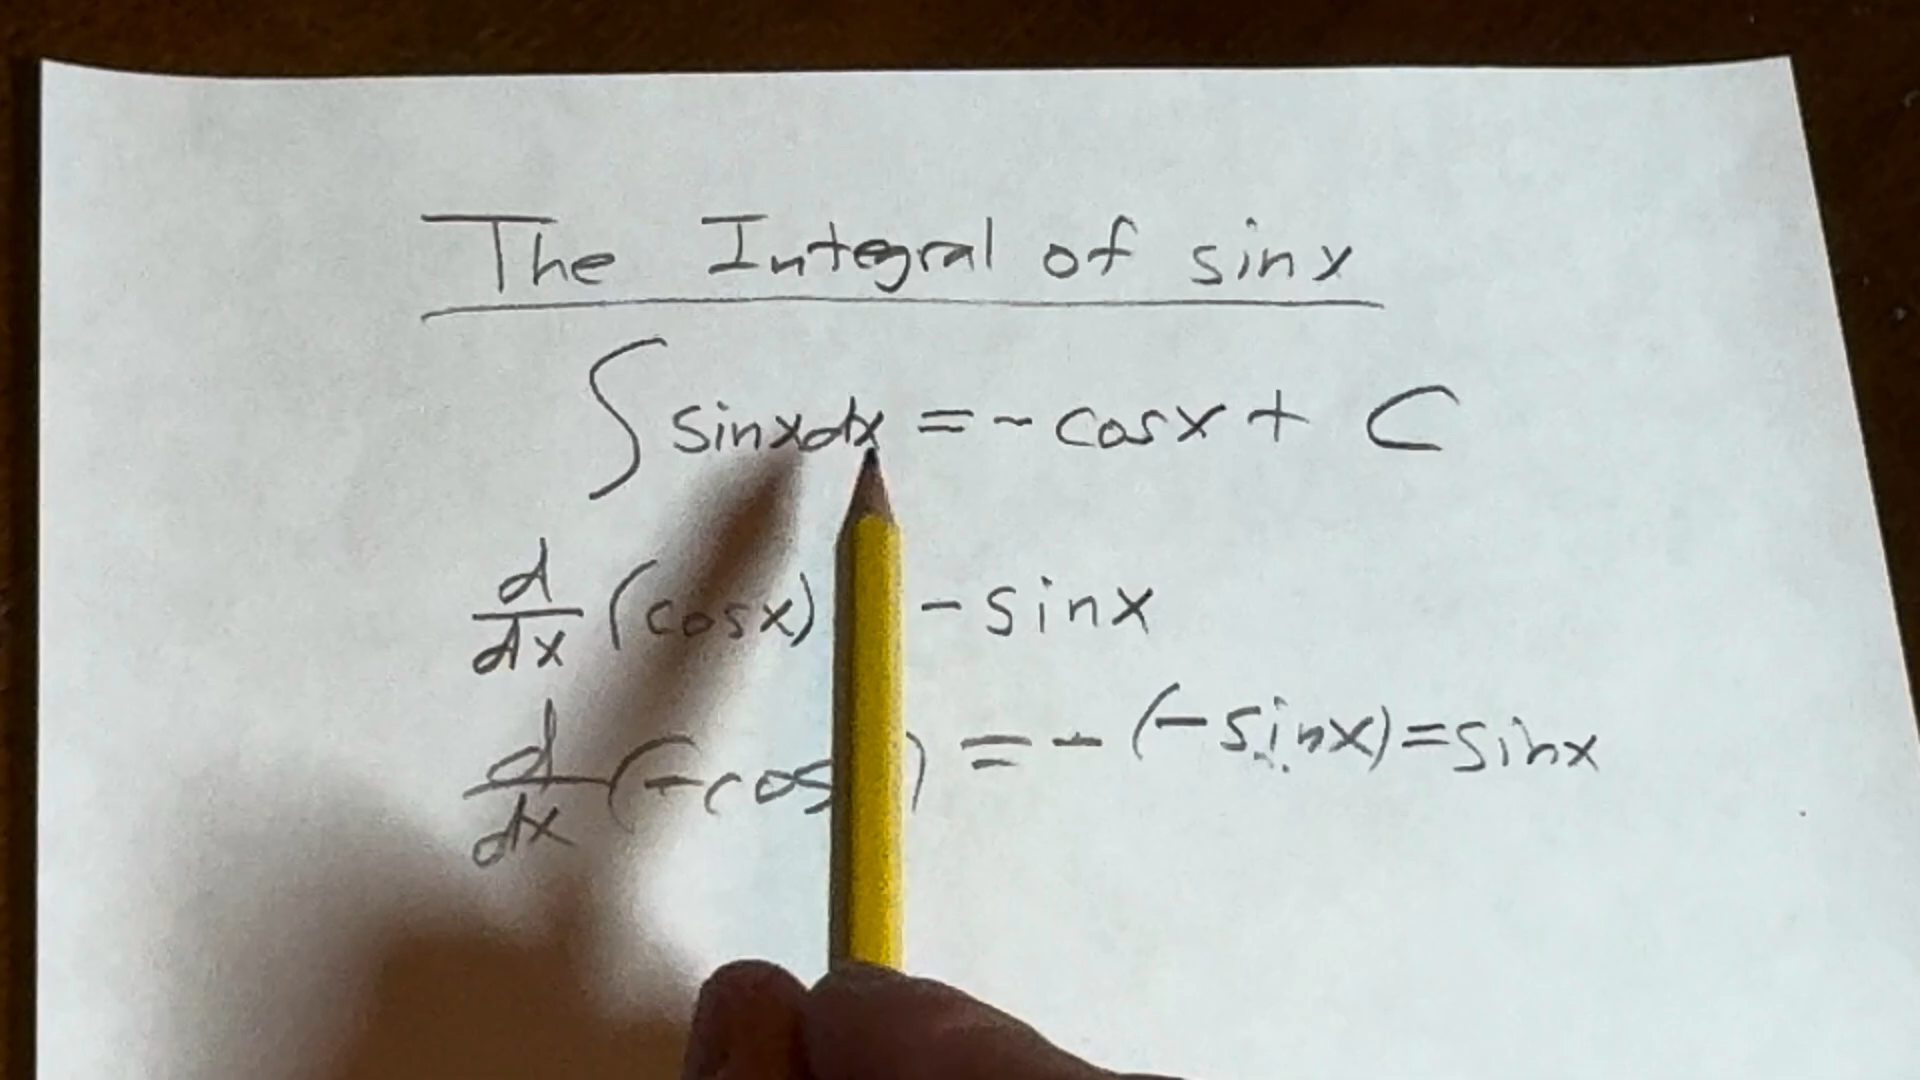 The Integral of sinx
∫ sinxdx = - cosx + C
d/dx (cosx) - sinx
d/dx (-cos ) = - (-sinx) = sinx